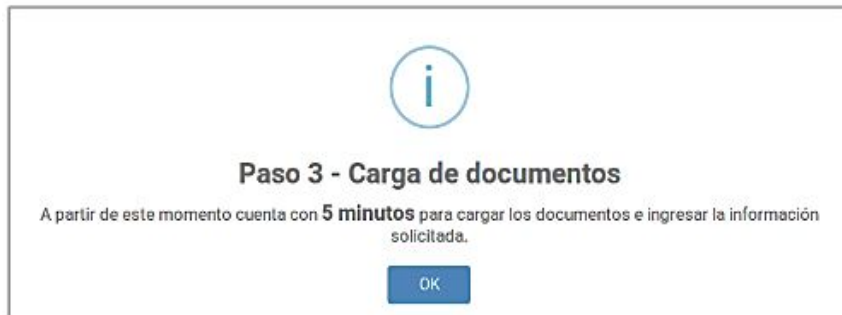 i
Paso 3 - Carga de documentos
A partir de este momento cuenta con 5 minutos para cargar los documentos e ingresar la información
solicitada.
OK